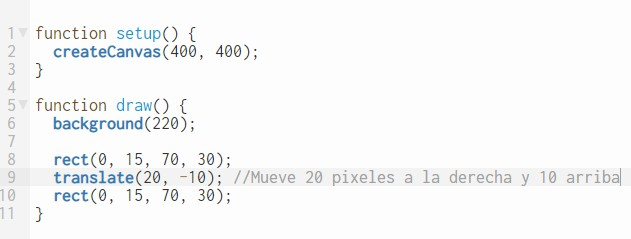 1 function setup() {
2   createCanvas(400, 400);
3 }
4
5 function draw() {
6   background(220);
7
8   rect(0, 15, 70, 30);
9   translate(20, -10); //Mueve 20 pixeles a la derecha y 10 arriba
10   rect(0, 15, 70, 30);
11 }